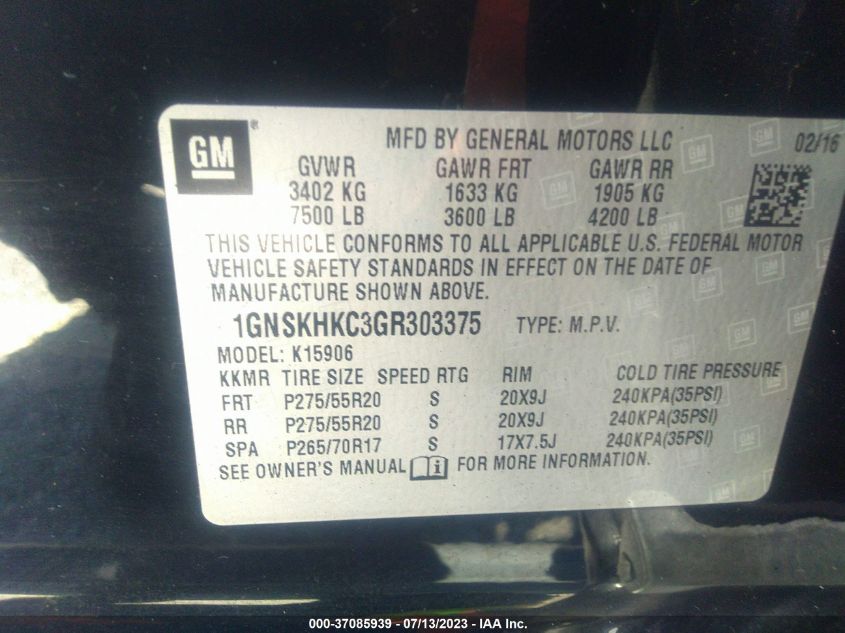 GM ® MFD BY GENERAL MOTORS LLC 02/16
GVWR GAWR FRT GAWR RR
3402 KG 1633 KG 1905 KG
7500 LB 3600 LB 4200 LB
THIS VEHICLE CONFORMS TO ALL APPLICABLE U.S. FEDERAL MOTOR
VEHICLE SAFETY STANDARDS IN EFFECT ON THE DATE OF
MANUFACTURE SHOWN ABOVE.
1GNSKHKC3GR303375 TYPE: M.P.V.
MODEL: K15906
KKMR TIRE SIZE SPEED RTG RIM COLD TIRE PRESSURE
FRT P275/55R20 S 20X9J 240KPA(35PSI)
RR P275/55R20 S 20X9J 240KPA(35PSI)
SPA P265/70R17 S 17X7.5J 240KPA(35PSI)
SEE OWNER'S MANUAL i FOR MORE INFORMATION.
000-37085939 - 07/13/2023 - IAA Inc.